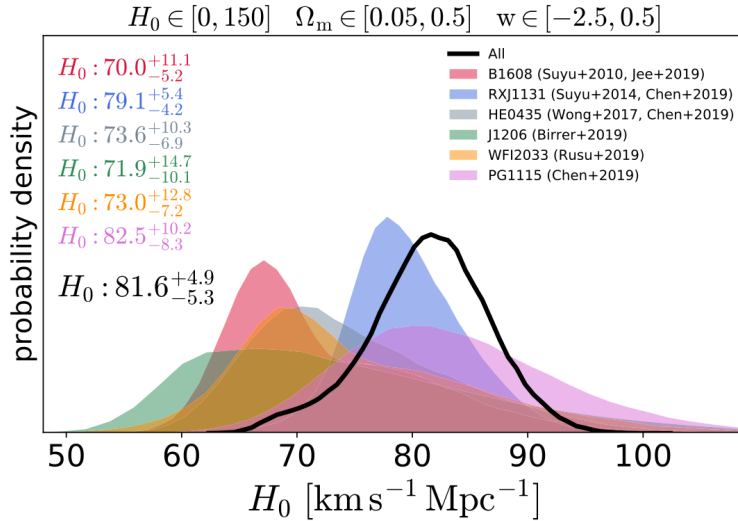 H₀ ∈ [0, 150] Ωₘ ∈ [0.05, 0.5] w ∈ [−2.5, 0.5]
H₀ : 70.0 +11.1 −5.2
H₀ : 79.1 +5.4 −4.2
H₀ : 73.6 +10.3 −6.9
H₀ : 71.9 +14.7 −10.1
H₀ : 73.0 +12.8 −7.2
H₀ : 82.5 +10.2 −8.3
H₀ : 81.6 +4.9 −5.3
All
B1608 (Suyu+2010, Jee+2019)
RXJ1131 (Suyu+2014, Chen+2019)
HE0435 (Wong+2017, Chen+2019)
J1206 (Birrer+2019)
WFI2033 (Rusu+2019)
PG1115 (Chen+2019)
probability density
50 60 70 80 90 100
H₀ [km s⁻¹ Mpc⁻¹]